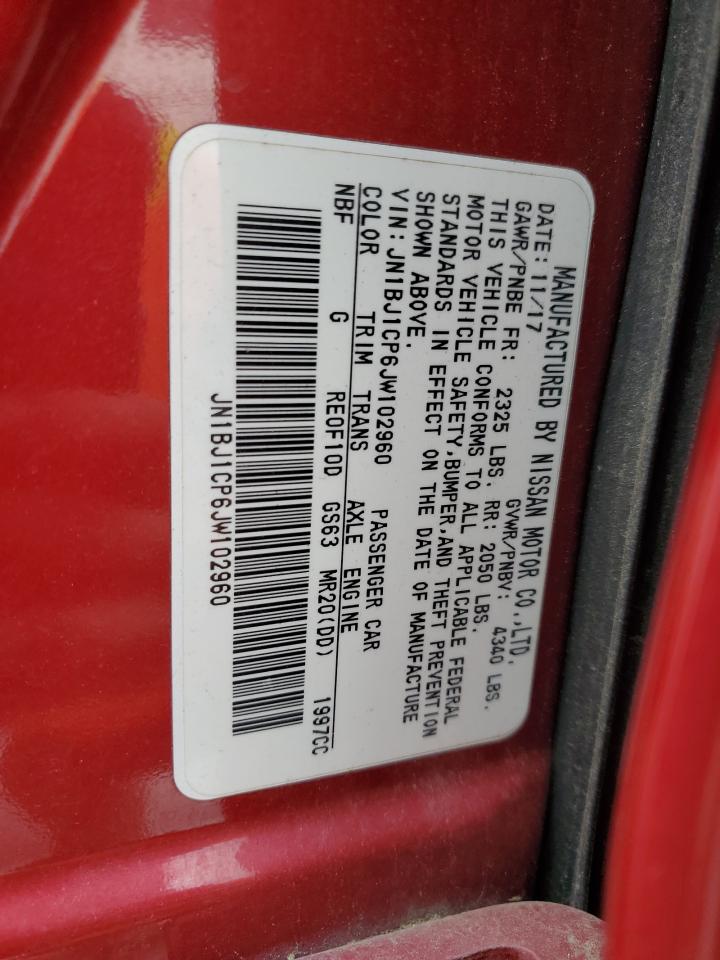 MANUFACTURED BY NISSAN MOTOR CO.,LTD.
DATE: 11/17 GVWR/PNBV: 4340 LBS.
GAWR/PNBE FR: 2325 LBS. RR: 2050 LBS.
THIS VEHICLE CONFORMS TO ALL APPLICABLE FEDERAL
MOTOR VEHICLE SAFETY,BUMPER,AND THEFT PREVENTION
STANDARDS IN EFFECT ON THE DATE OF MANUFACTURE
SHOWN ABOVE.
VIN: JN1BJ1CP6JW102960 PASSENGER CAR
COLOR TRIM TRANS AXLE ENGINE
NBF G RE0F10D GS63 MR20(DD) 1997CC
JN1BJ1CP6JW102960